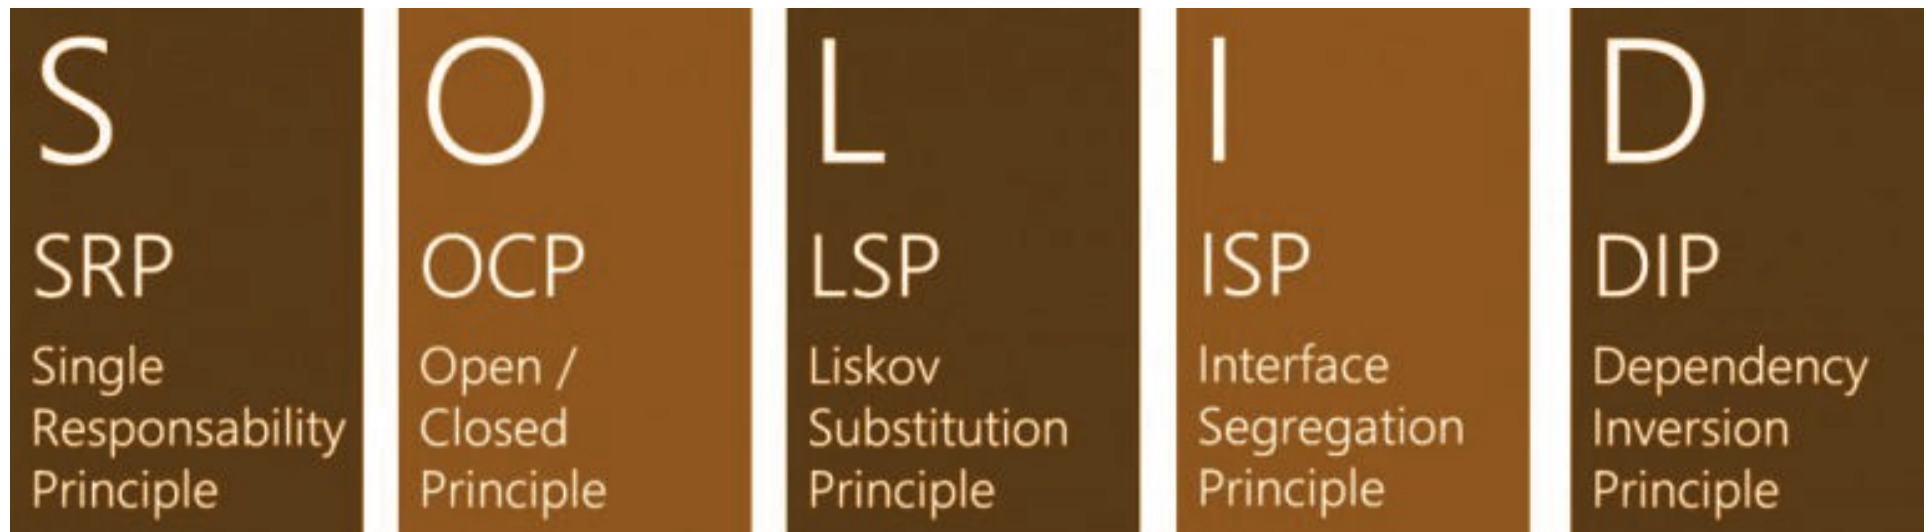 S
SRP
Single
Responsability
Principle
O
OCP
Open /
Closed
Principle
L
LSP
Liskov
Substitution
Principle
I
ISP
Interface
Segregation
Principle
D
DIP
Dependency
Inversion
Principle